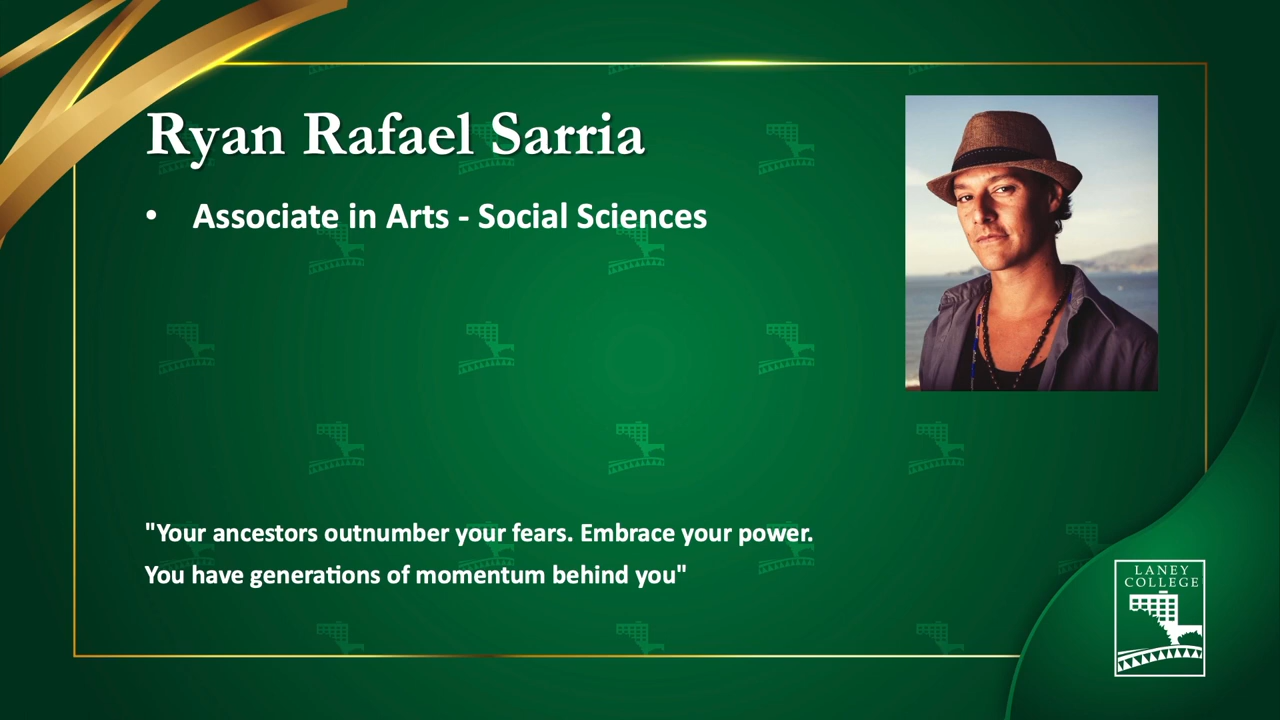 Ryan Rafael Sarria
• Associate in Arts - Social Sciences
"Your ancestors outnumber your fears. Embrace your power.
You have generations of momentum behind you"
LANEY
COLLEGE